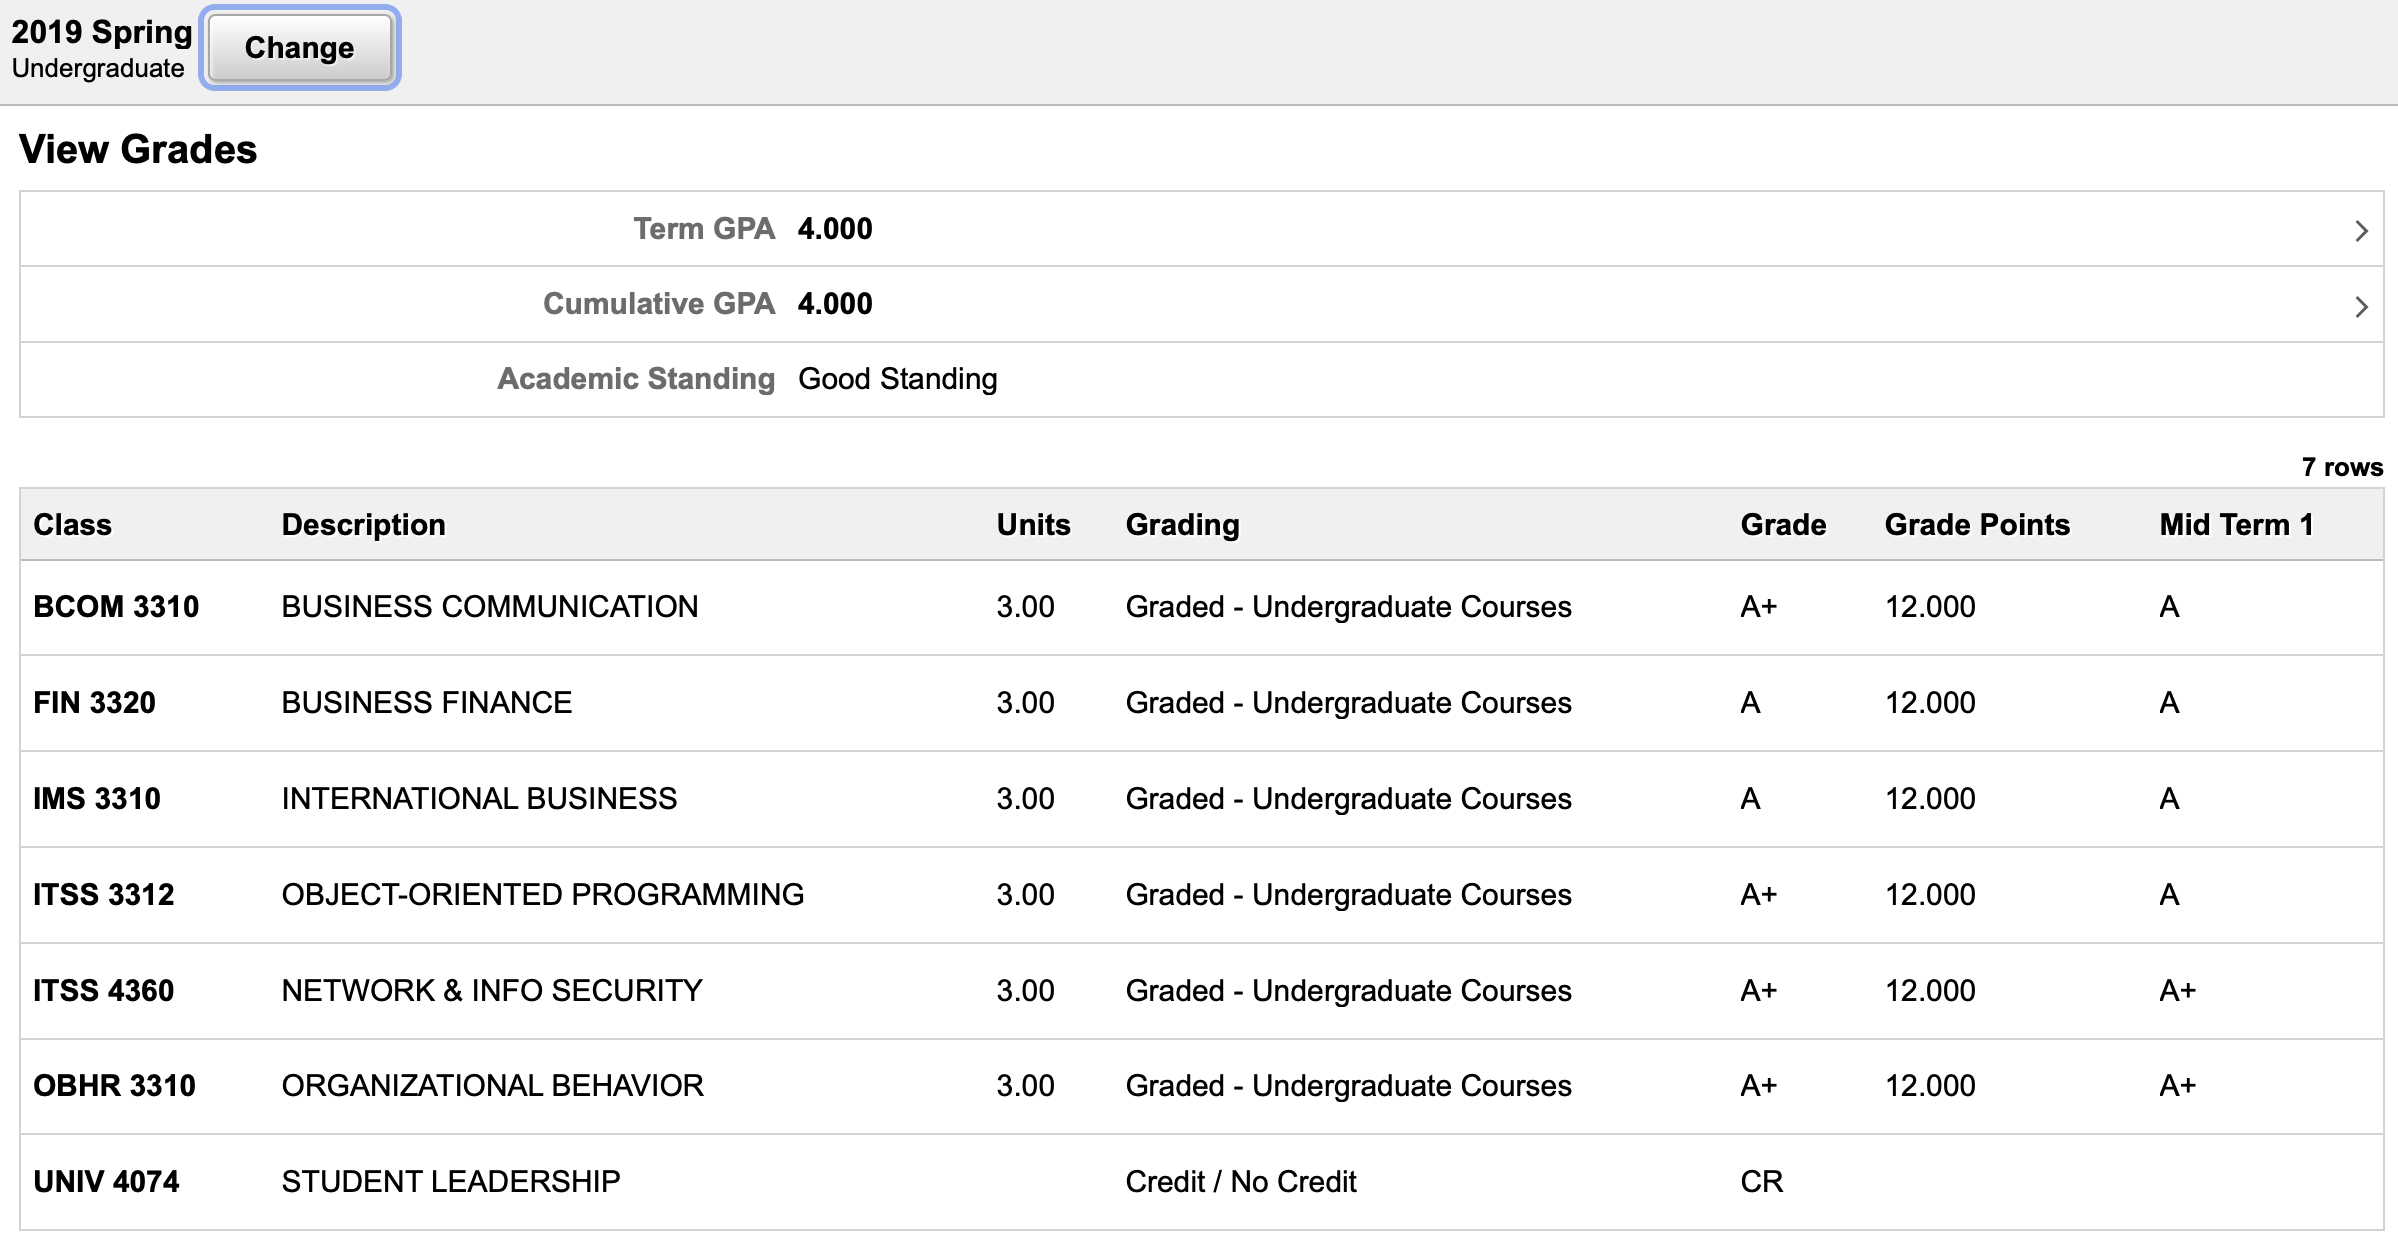 2019 Spring
Undergraduate
Change
View Grades
Term GPA 4.000
Cumulative GPA 4.000
Academic Standing Good Standing
7 rows
Class Description Units Grading Grade Grade Points Mid Term 1
BCOM 3310 BUSINESS COMMUNICATION 3.00 Graded - Undergraduate Courses A+ 12.000 A
FIN 3320 BUSINESS FINANCE 3.00 Graded - Undergraduate Courses A 12.000 A
IMS 3310 INTERNATIONAL BUSINESS 3.00 Graded - Undergraduate Courses A 12.000 A
ITSS 3312 OBJECT-ORIENTED PROGRAMMING 3.00 Graded - Undergraduate Courses A+ 12.000 A
ITSS 4360 NETWORK & INFO SECURITY 3.00 Graded - Undergraduate Courses A+ 12.000 A+
OBHR 3310 ORGANIZATIONAL BEHAVIOR 3.00 Graded - Undergraduate Courses A+ 12.000 A+
UNIV 4074 STUDENT LEADERSHIP Credit / No Credit CR